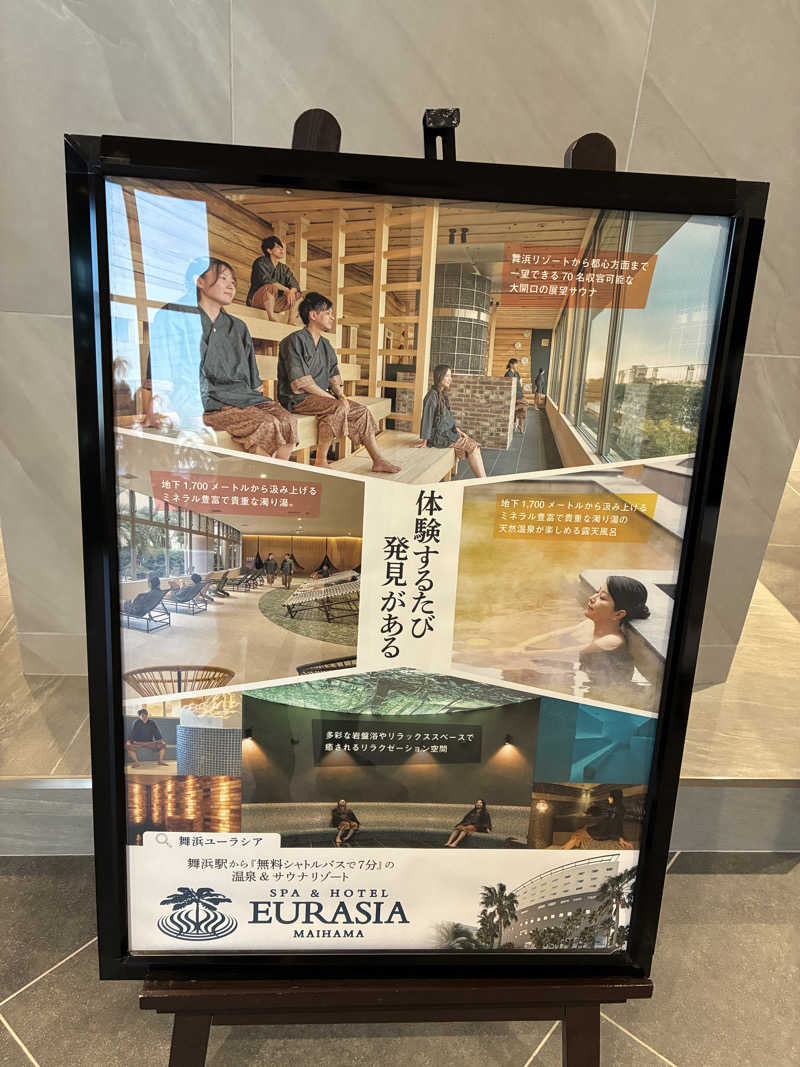 舞浜リゾートから都心方面まで
一望できる70名収容可能な
大開口の展望サウナ
地下1,700メートルから汲み上げる
ミネラル豊富で貴重な濁り湯。
体験するたび
発見がある
地下1,700メートルから汲み上げる
ミネラル豊富で貴重な濁り湯の
天然温泉が楽しめる露天風呂
多彩な岩盤浴やリラックススペースで
癒されるリラクゼーション空間
舞浜ユーラシア
舞浜駅から『無料シャトルバスで7分』の
温泉&サウナリゾート
SPA & HOTEL
EURASIA
MAIHAMA